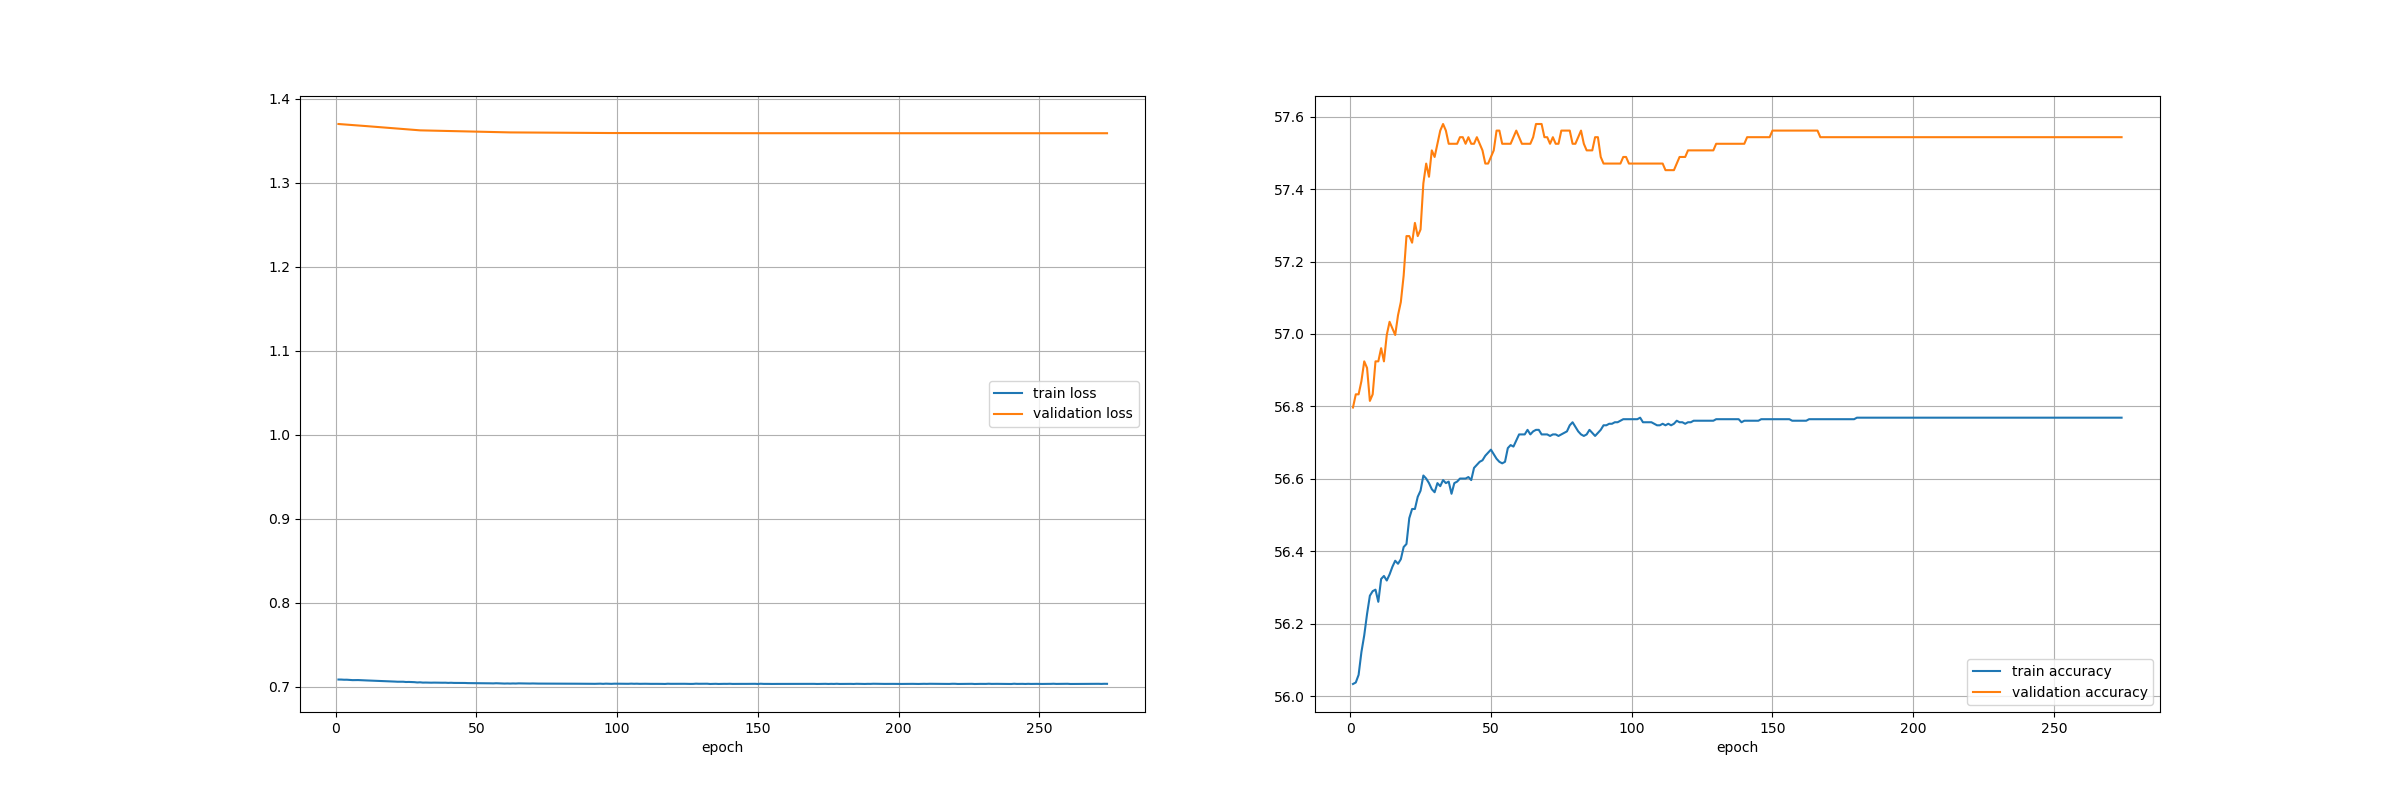 1.4
1.3
1.2
1.1
1.0
0.9
0.8
0.7
0 50 100 150 200 250
epoch
train loss
validation loss
57.6
57.4
57.2
57.0
56.8
56.6
56.4
56.2
56.0
0 50 100 150 200 250
epoch
train accuracy
validation accuracy